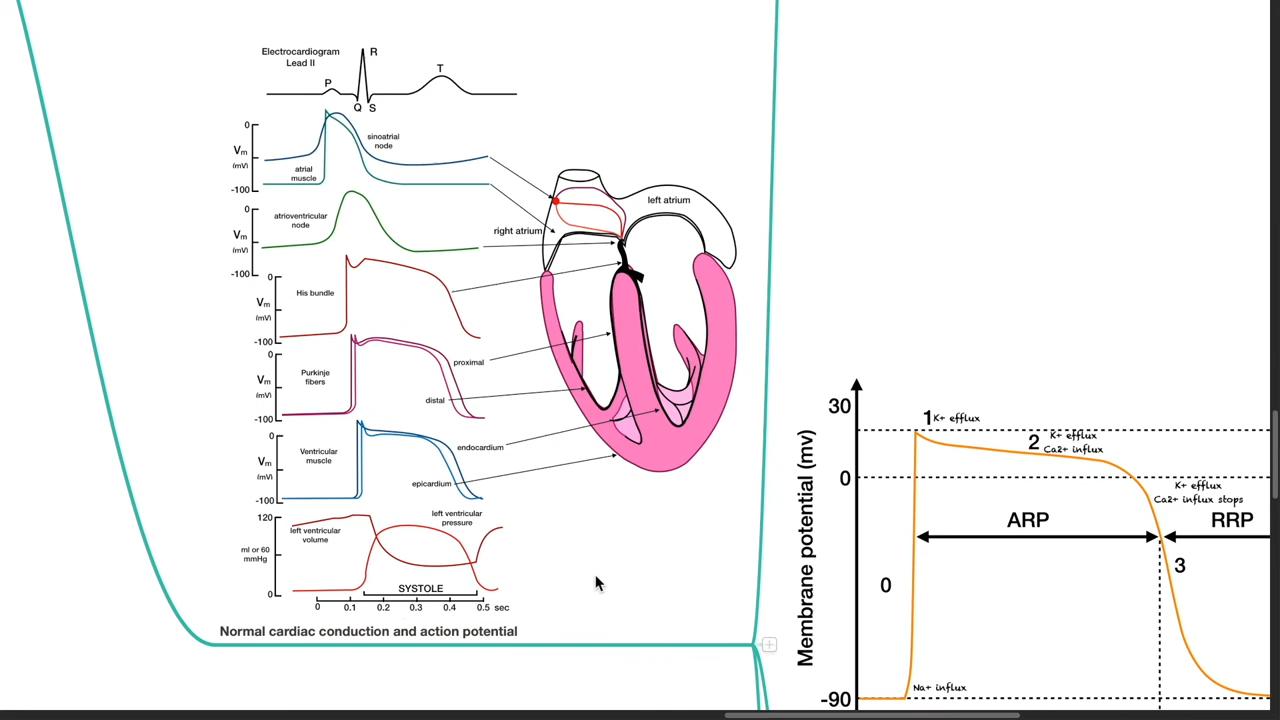 Electrocardiogram
Lead II
R
P
T
Q
S
0
Vm
(mV)
-100
sinoatrial
node
atrial
muscle
0
Vm
(mV)
-100
atrioventricular
node
left atrium
right atrium
0
Vm
(mV)
-100
His bundle
0
Vm
(mV)
-100
Purkinje
fibers
proximal
distal
0
Vm
(mV)
-100
Ventricular
muscle
endocardium
epicardium
120
ml or 60
mmHg
0
left ventricular
volume
left ventricular
pressure
SYSTOLE
0 0.1 0.2 0.3 0.4 0.5 sec
Normal cardiac conduction and action potential
Membrane potential (mv)
30
0
-90
1 K+ efflux
2 K+ efflux
Ca2+ influx
K+ efflux
Ca2+ influx stops
ARP
RRP
0
3
Na+ influx